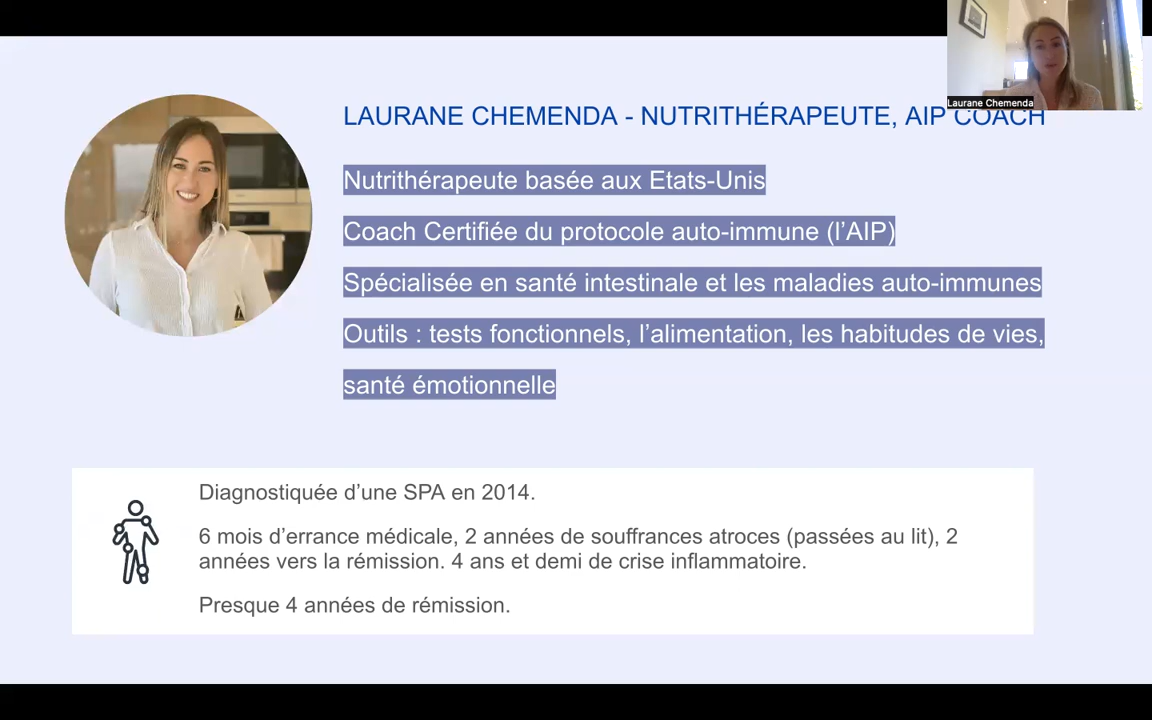 Laurane Chemenda
LAURANE CHEMENDA - NUTRITHÉRAPEUTE, AIP COACH
Nutrithérapeute basée aux Etats-Unis
Coach Certifiée du protocole auto-immune (l’AIP)
Spécialisée en santé intestinale et les maladies auto-immunes
Outils : tests fonctionnels, l’alimentation, les habitudes de vies,
santé émotionnelle
Diagnostiquée d’une SPA en 2014.
6 mois d’errance médicale, 2 années de souffrances atroces (passées au lit), 2
années vers la rémission. 4 ans et demi de crise inflammatoire.
Presque 4 années de rémission.